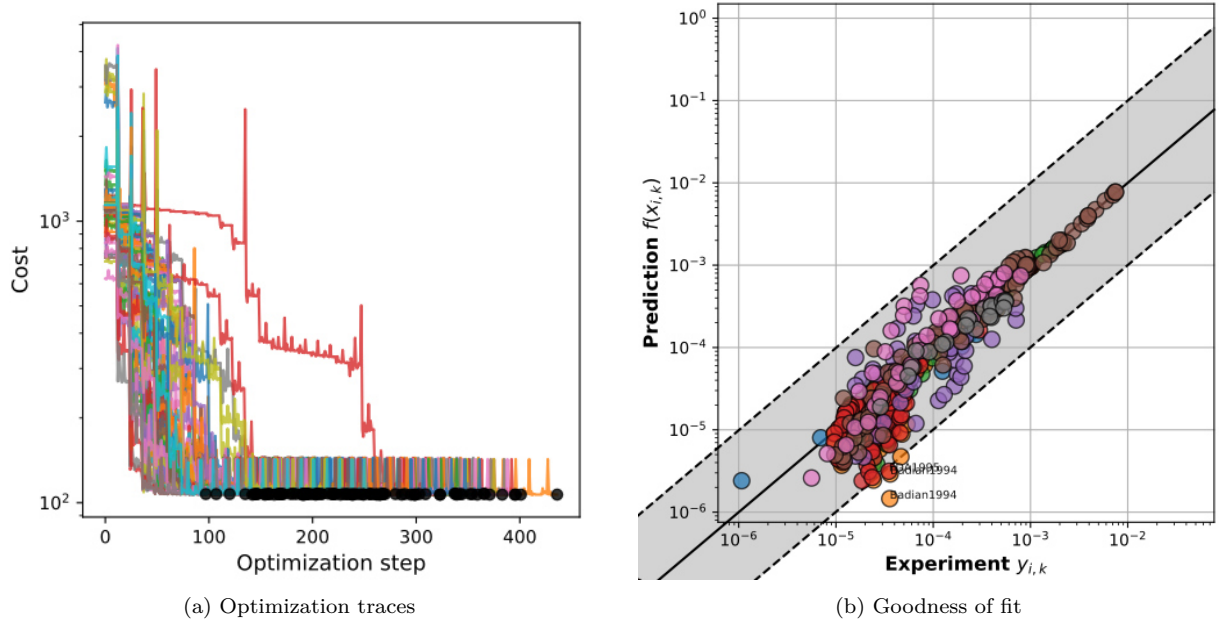 10³
10²
Cost
0
100
200
300
400
Optimization step
(a) Optimization traces
10⁰
10⁻¹
10⁻²
10⁻³
10⁻⁴
10⁻⁵
10⁻⁶
Prediction f(xᵢ,ₖ)
Badian1994
Badian1994
10⁻⁶
10⁻⁵
10⁻⁴
10⁻³
10⁻²
Experiment yᵢ,ₖ
(b) Goodness of fit